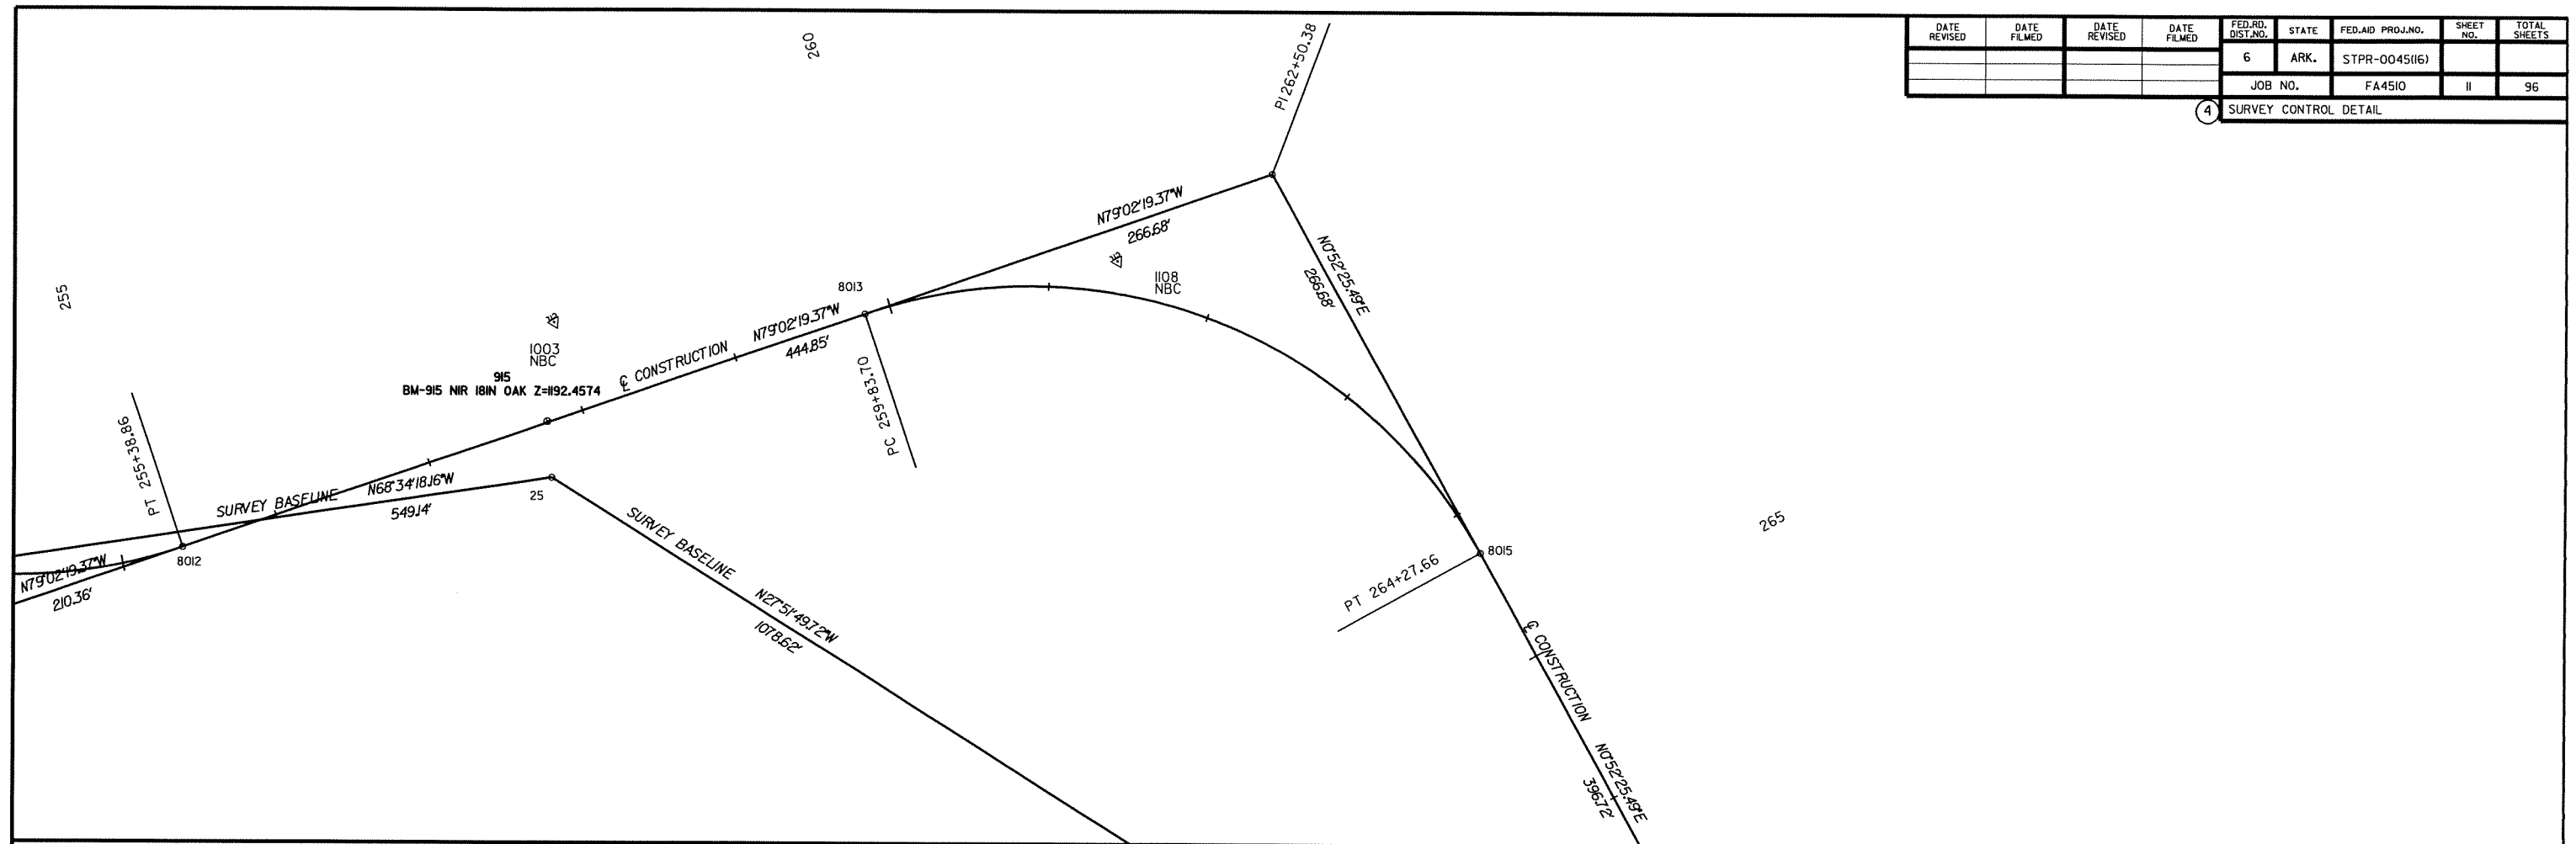 DATE REVISED
DATE FILMED
DATE REVISED
DATE FILMED
FED.RD. DIST.NO.
STATE
FED.AID PROJ.NO.
SHEET NO.
TOTAL SHEETS
6
ARK.
STPR-0045(16)
JOB NO.
FA4510
11
96
4
SURVEY CONTROL DETAIL
260
PI 262+50.38
N79°02'19.37"W
266.68'
N0°52'25.49"E
266.68'
1108
NBC
8013
255
1003
NBC
915
BM-915 NIR 18IN OAK Z=1192.4574
℄ CONSTRUCTION
N79°02'19.37"W
444.85'
PC 259+83.70
PT 255+38.86
SURVEY BASELINE
N68°34'18.16"W
549.14'
25
8012
N79°02'19.37"W
210.36'
SURVEY BASELINE
N27°51'49.72"W
1078.62'
265
8015
PT 264+27.66
℄ CONSTRUCTION
N0°52'25.49"E
396.72'